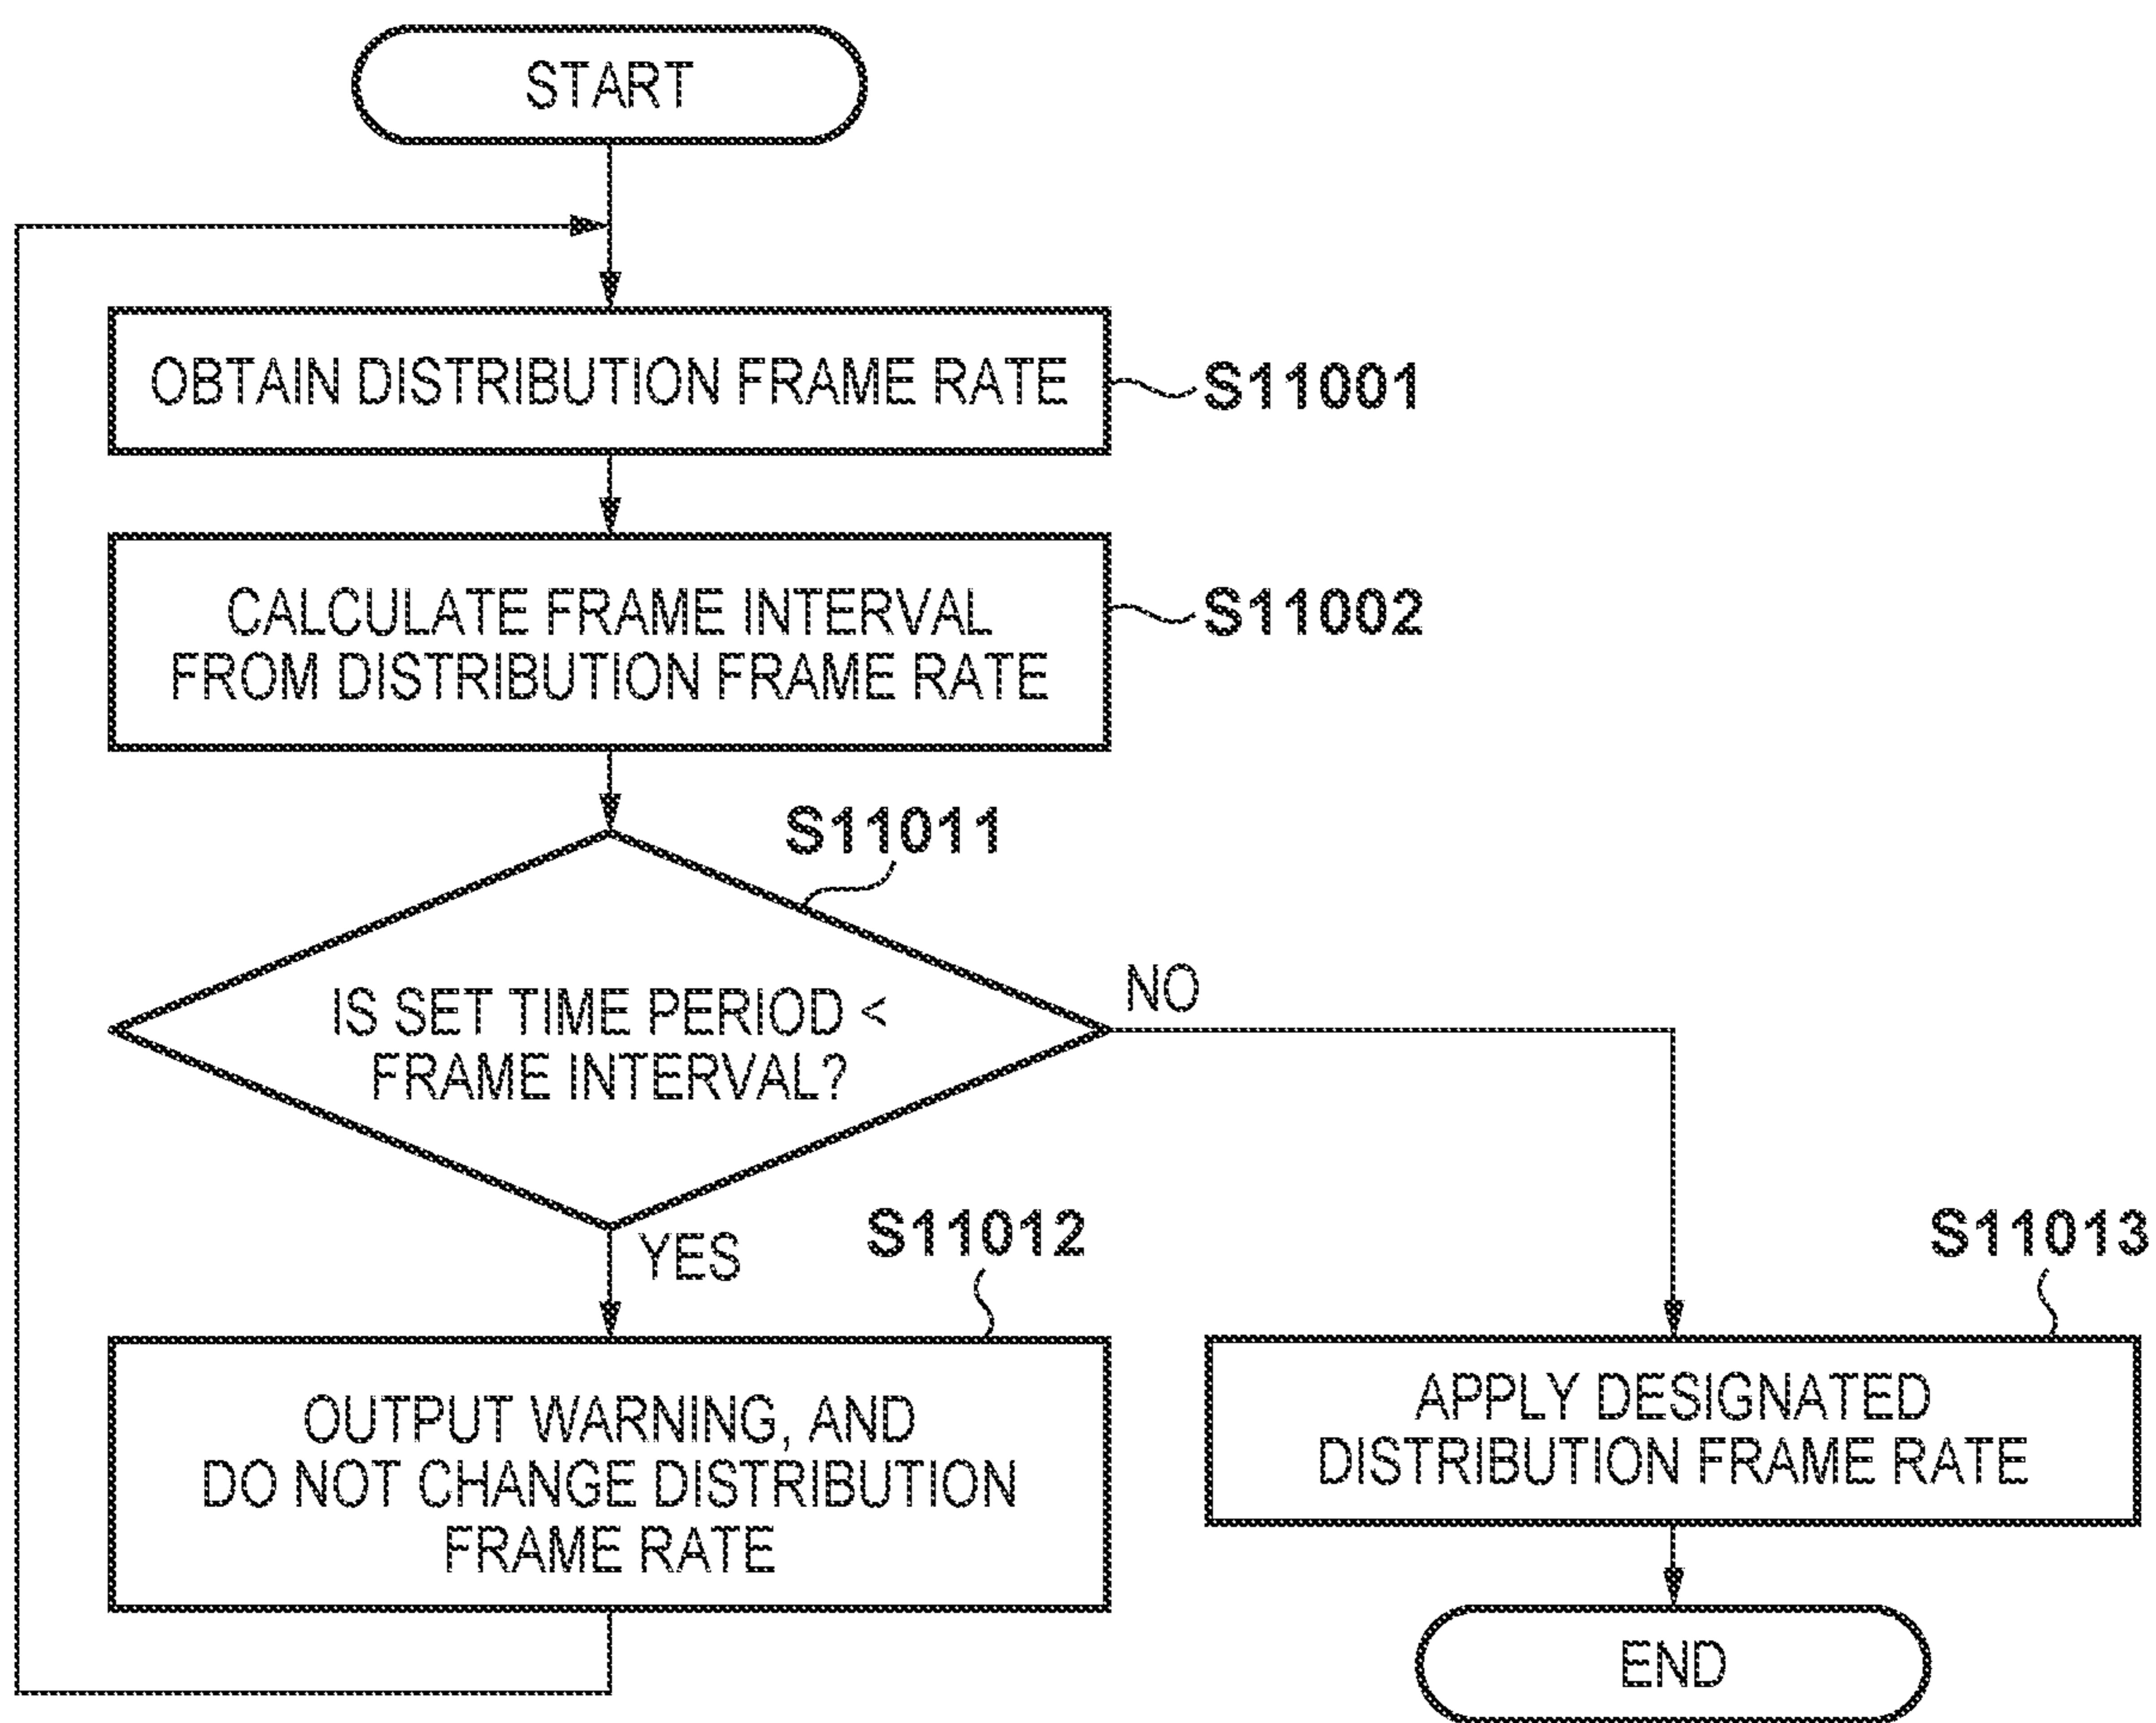 START
OBTAIN DISTRIBUTION FRAME RATE
S11001
CALCULATE FRAME INTERVAL
FROM DISTRIBUTION FRAME RATE
S11002
S11011
IS SET TIME PERIOD <
FRAME INTERVAL?
NO
YES
S11012
OUTPUT WARNING, AND
DO NOT CHANGE DISTRIBUTION
FRAME RATE
S11013
APPLY DESIGNATED
DISTRIBUTION FRAME RATE
END